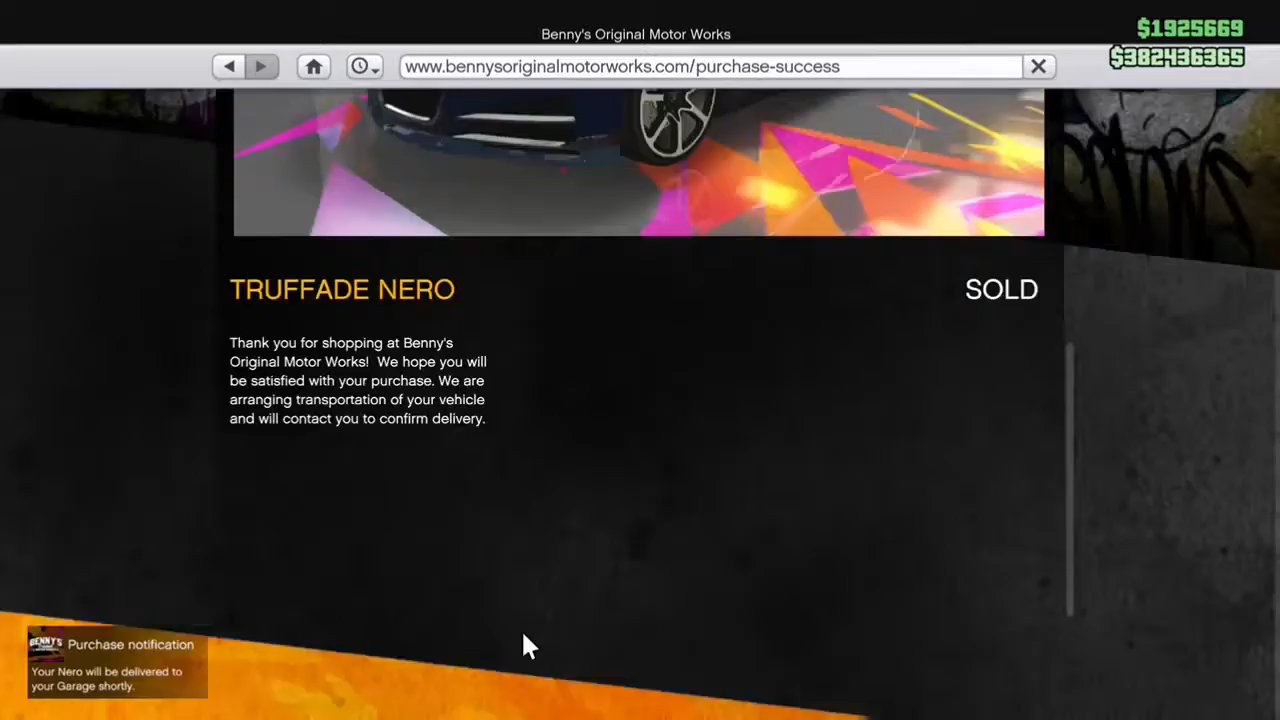 Benny's Original Motor Works
$1925669
$382436365
www.bennysoriginalmotorworks.com/purchase-success
TRUFFADE NERO
SOLD
Thank you for shopping at Benny's
Original Motor Works!  We hope you will
be satisfied with your purchase. We are
arranging transportation of your vehicle
and will contact you to confirm delivery.
BENNY'S
Purchase notification
Your Nero will be delivered to
your Garage shortly.